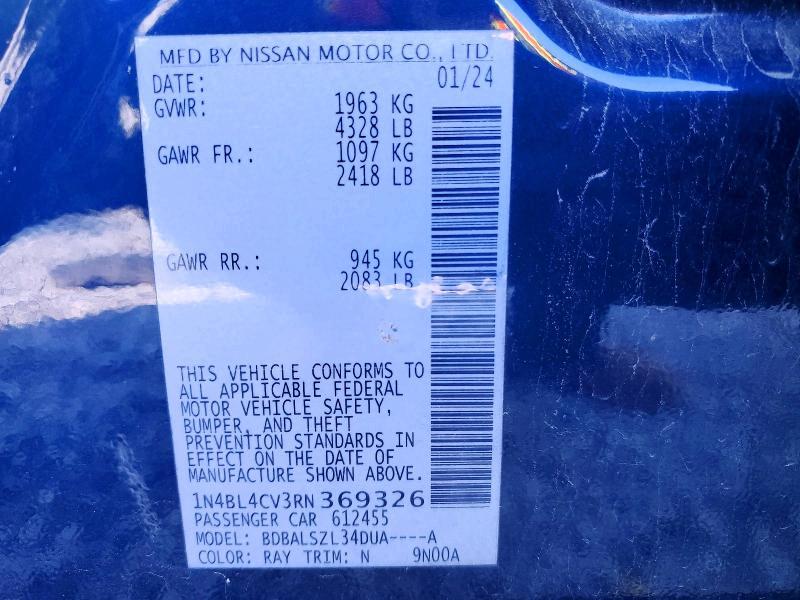 MFD BY NISSAN MOTOR CO., LTD.
DATE: 01/24
GVWR: 1963 KG
4328 LB
GAWR FR.: 1097 KG
2418 LB
GAWR RR.: 945 KG
2083 LB
THIS VEHICLE CONFORMS TO
ALL APPLICABLE FEDERAL
MOTOR VEHICLE SAFETY,
BUMPER, AND THEFT
PREVENTION STANDARDS IN
EFFECT ON THE DATE OF
MANUFACTURE SHOWN ABOVE.
1N4BL4CV3RN369326
PASSENGER CAR 612455
MODEL: BDBALSZL34DUA----A
COLOR: RAY TRIM: N 9N00A